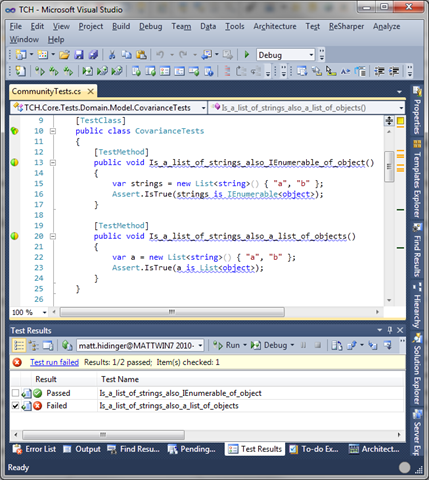 TCH - Microsoft Visual Studio
File Edit View Project Build Team Data Tools Architecture Test ReSharper Analyze
Window Help
Debug
CommunityTests.cs
TCH.Core.Tests.Domain.Model.CovarianceTests Is_a_list_of_strings_also_a_list_of_objects()
9 [TestClass]
10 public class CovarianceTests
11 {
12 [TestMethod]
13 public void Is_a_list_of_strings_also_IEnumerable_of_object()
14 {
15 var strings = new List<string>() { "a", "b" };
16 Assert.IsTrue(strings is IEnumerable<object>);
17 }
18
19 [TestMethod]
20 public void Is_a_list_of_strings_also_a_list_of_objects()
21 {
22 var a = new List<string>() { "a", "b" };
23 Assert.IsTrue(a is List<object>);
24 }
25 }
26
100 %
Properties
Templates Explorer
Find Results
Hierarchy
Solution Explorer
Server Exp
Test Results
matt.hidinger@MATTWIN7 2010- Run Debug
Test run failed Results: 1/2 passed; Item(s) checked: 1
Result Test Name
Passed Is_a_list_of_strings_also_IEnumerable_of_object
Failed Is_a_list_of_strings_also_a_list_of_objects
Error List Output Find Resu... Pending... Test Results To-do Ex... Architect...
Ready